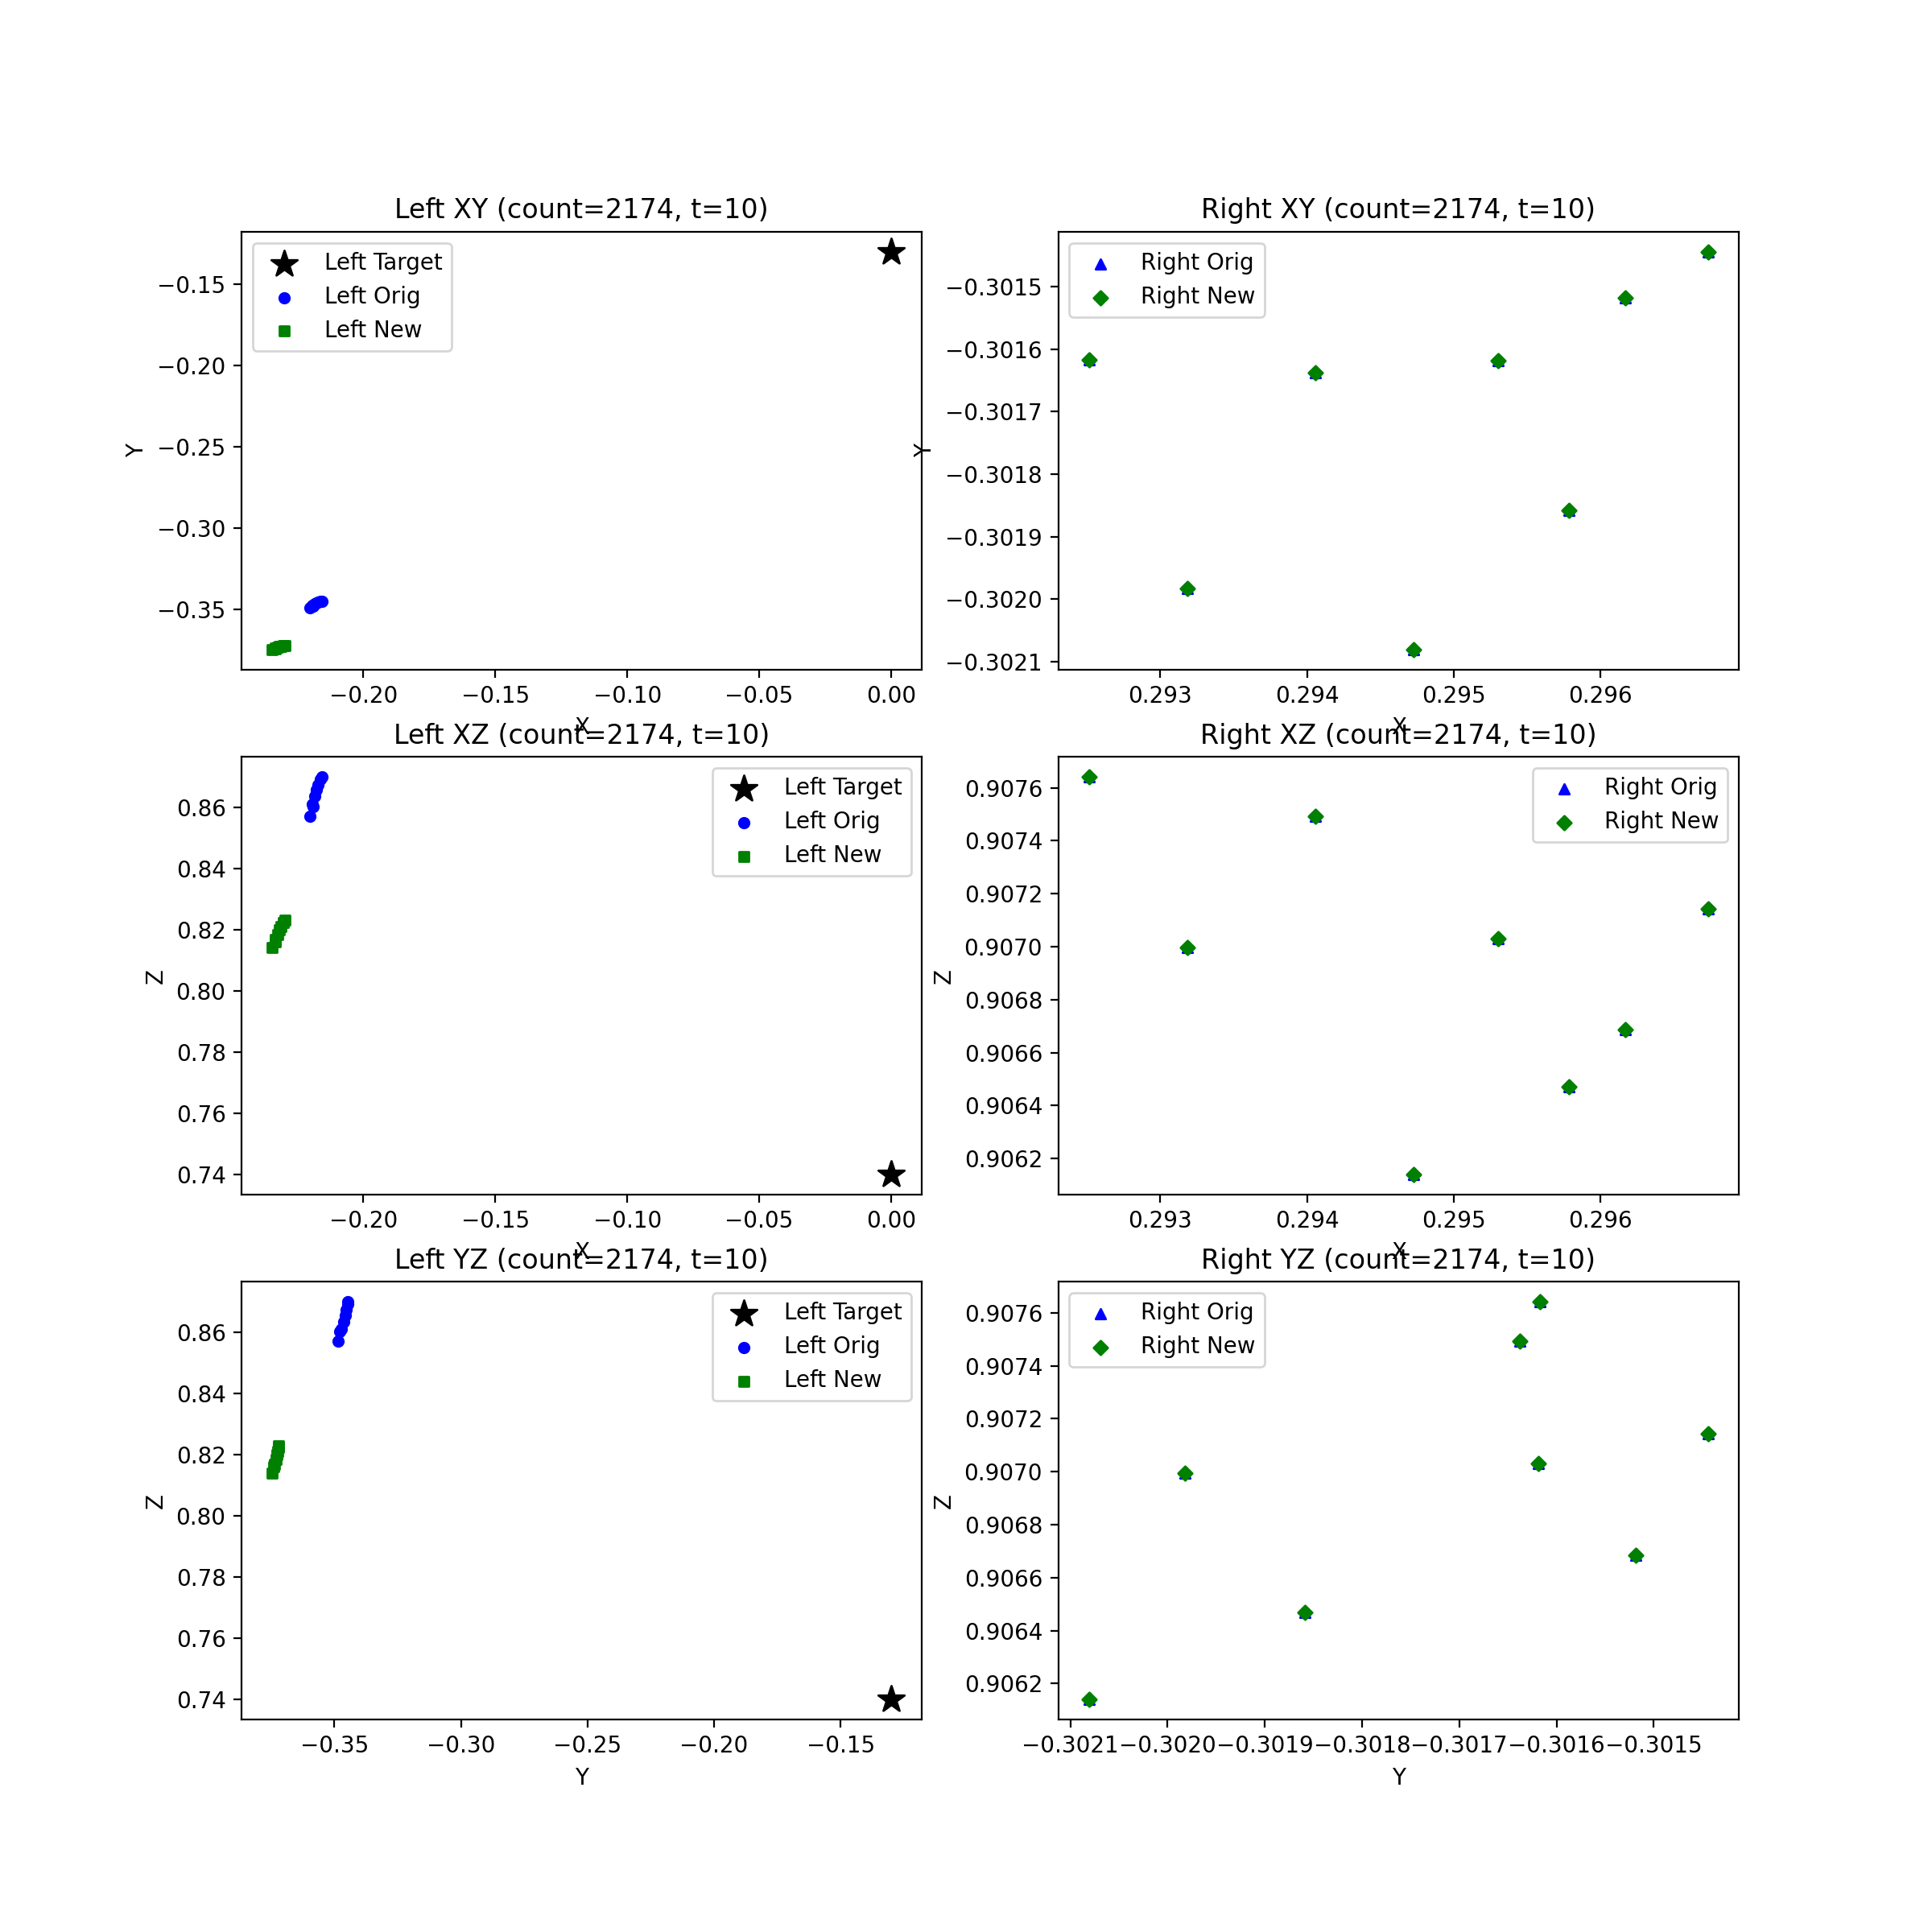 Left XY (count=2174, t=10)
Left Target
Left Orig
Left New
−0.15
−0.20
−0.25
−0.30
−0.35
Y
−0.20 −0.15 −0.10 −0.05 0.00
X
Right XY (count=2174, t=10)
Right Orig
Right New
−0.3015
−0.3016
−0.3017
−0.3018
−0.3019
−0.3020
−0.3021
Y
0.293 0.294 0.295 0.296
X
Left XZ (count=2174, t=10)
Left Target
Left Orig
Left New
0.86
0.84
0.82
0.80
0.78
0.76
0.74
Z
−0.20 −0.15 −0.10 −0.05 0.00
X
Right XZ (count=2174, t=10)
Right Orig
Right New
0.9076
0.9074
0.9072
0.9070
0.9068
0.9066
0.9064
0.9062
Z
0.293 0.294 0.295 0.296
X
Left YZ (count=2174, t=10)
Left Target
Left Orig
Left New
0.86
0.84
0.82
0.80
0.78
0.76
0.74
Z
−0.35 −0.30 −0.25 −0.20 −0.15
Y
Right YZ (count=2174, t=10)
Right Orig
Right New
0.9076
0.9074
0.9072
0.9070
0.9068
0.9066
0.9064
0.9062
Z
−0.3021 −0.3020 −0.3019 −0.3018 −0.3017 −0.3016 −0.3015
Y